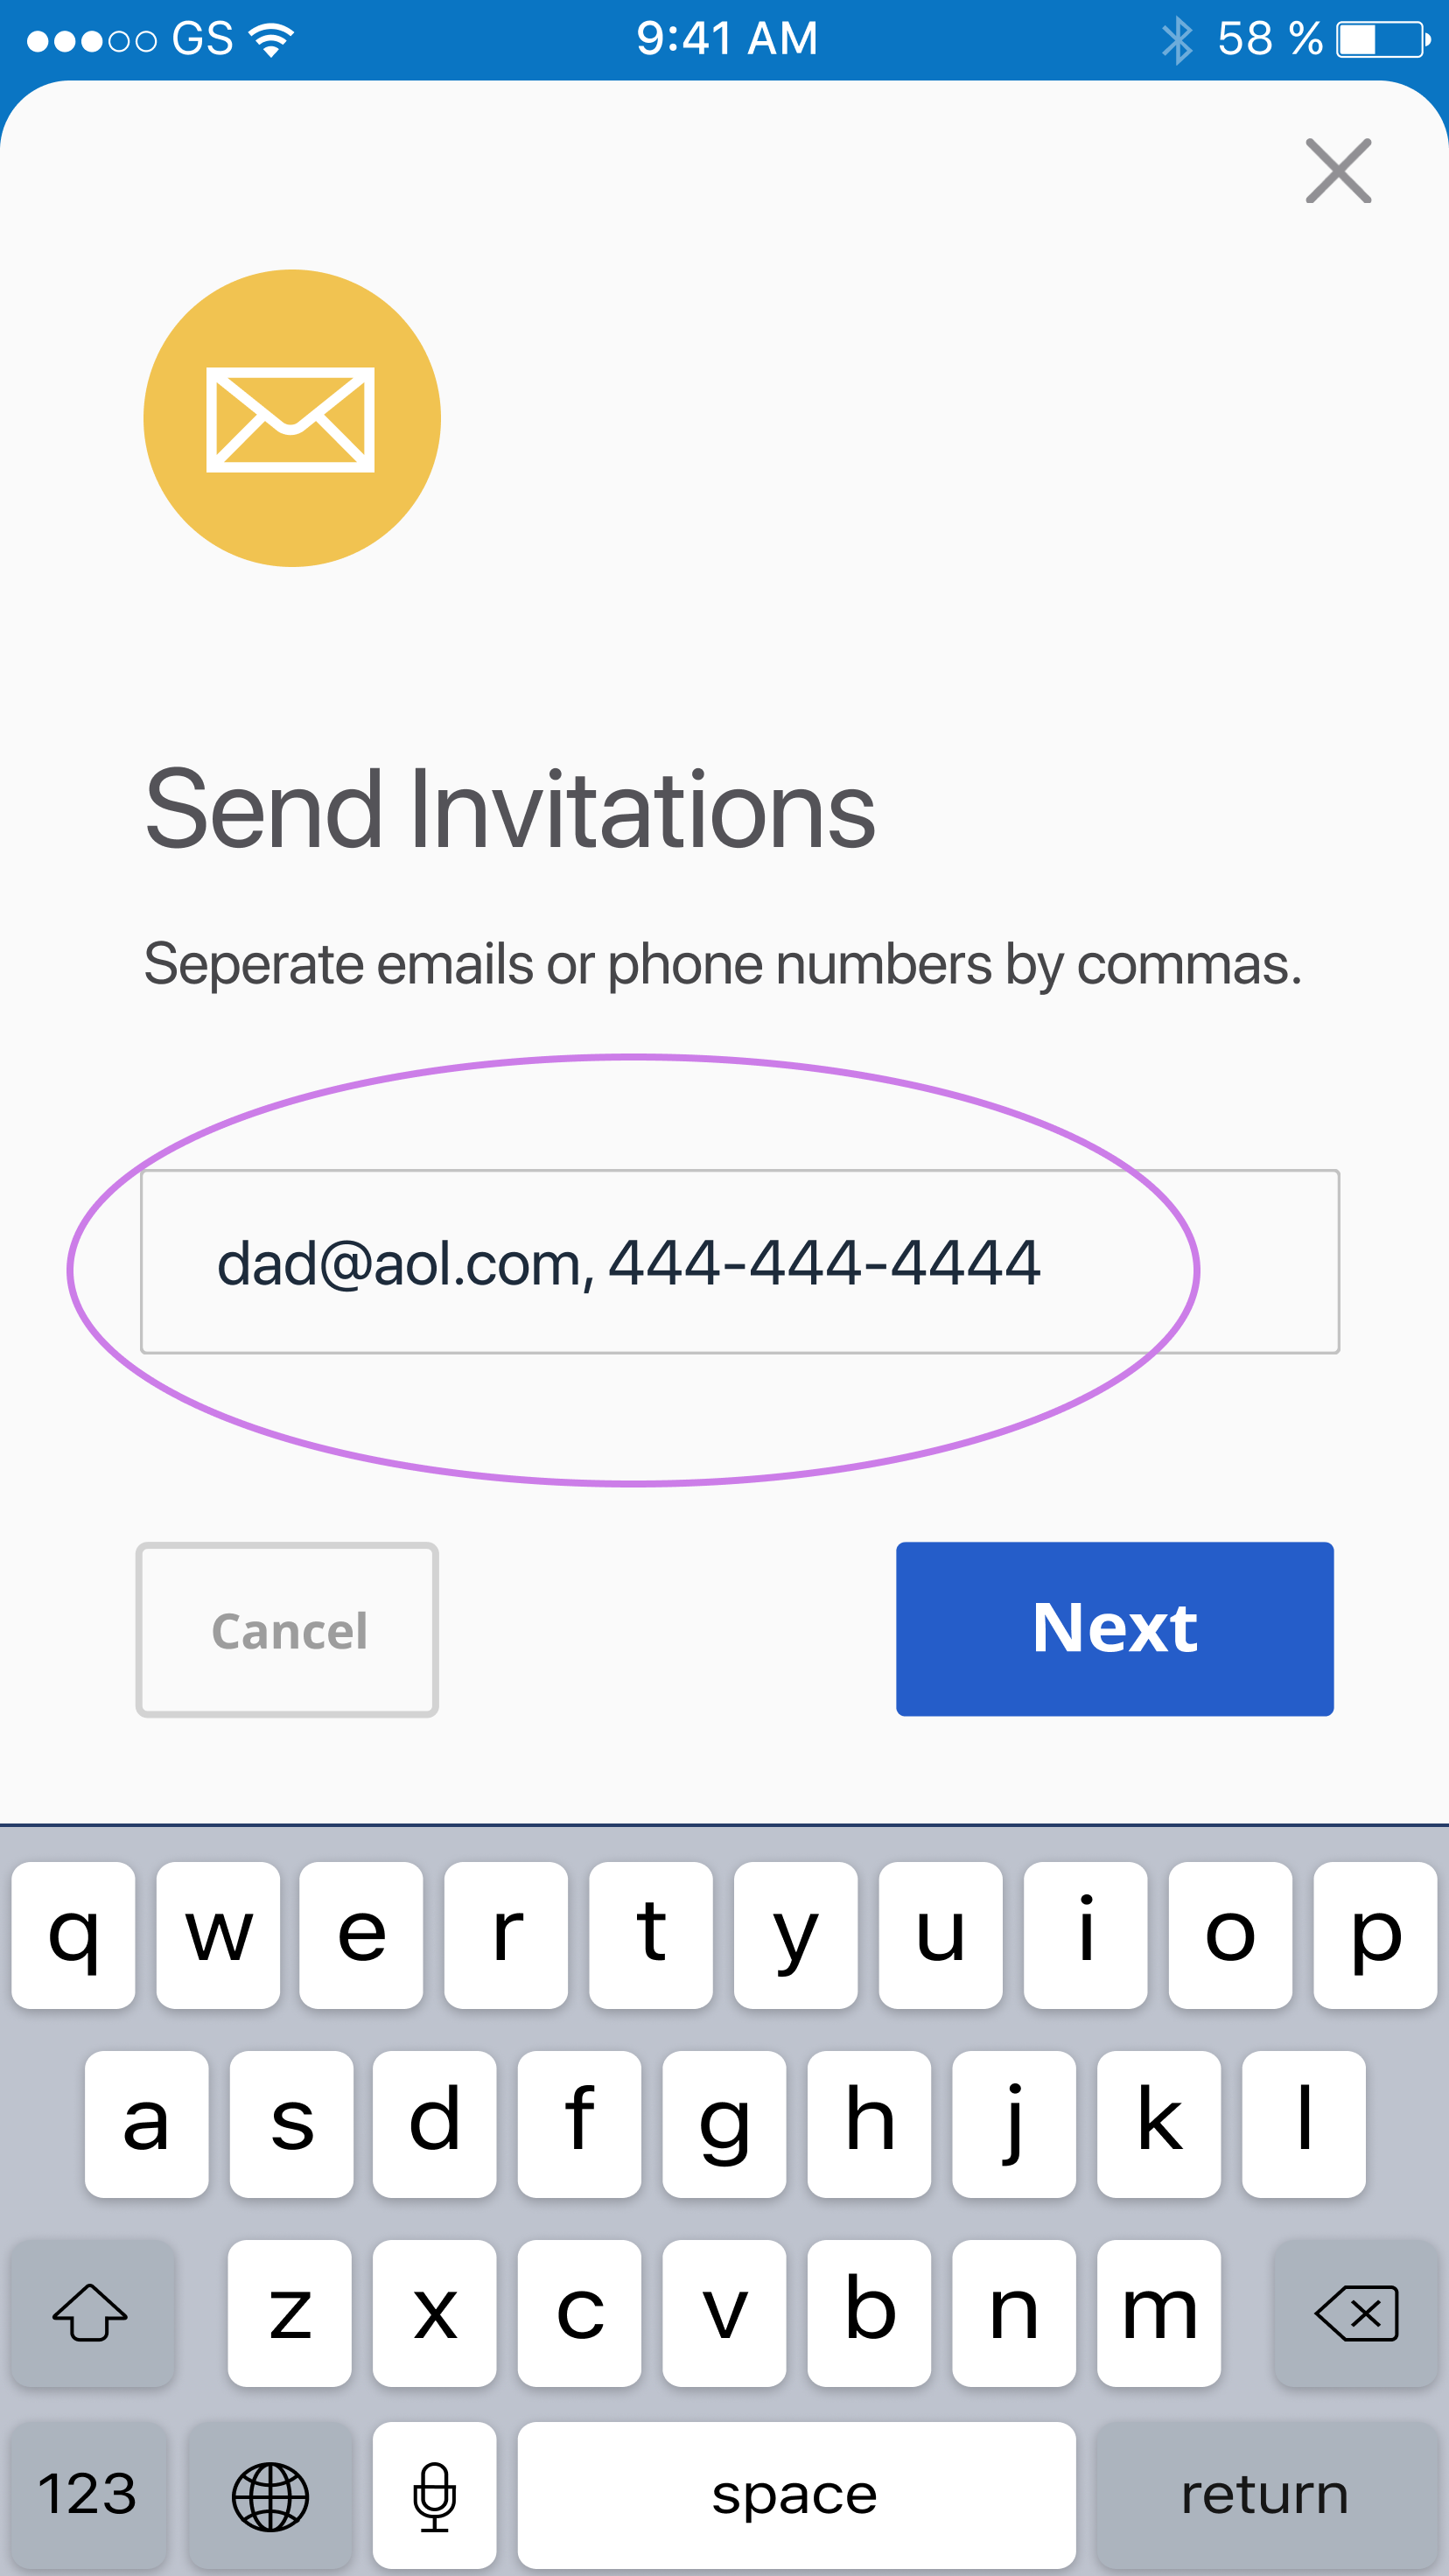 GS 9:41 AM 58 %
Send Invitations
Seperate emails or phone numbers by commas.
dad@aol.com, 444-444-4444
Cancel Next
q w e r t y u i o p
a s d f g h j k l
z x c v b n m
123 space return